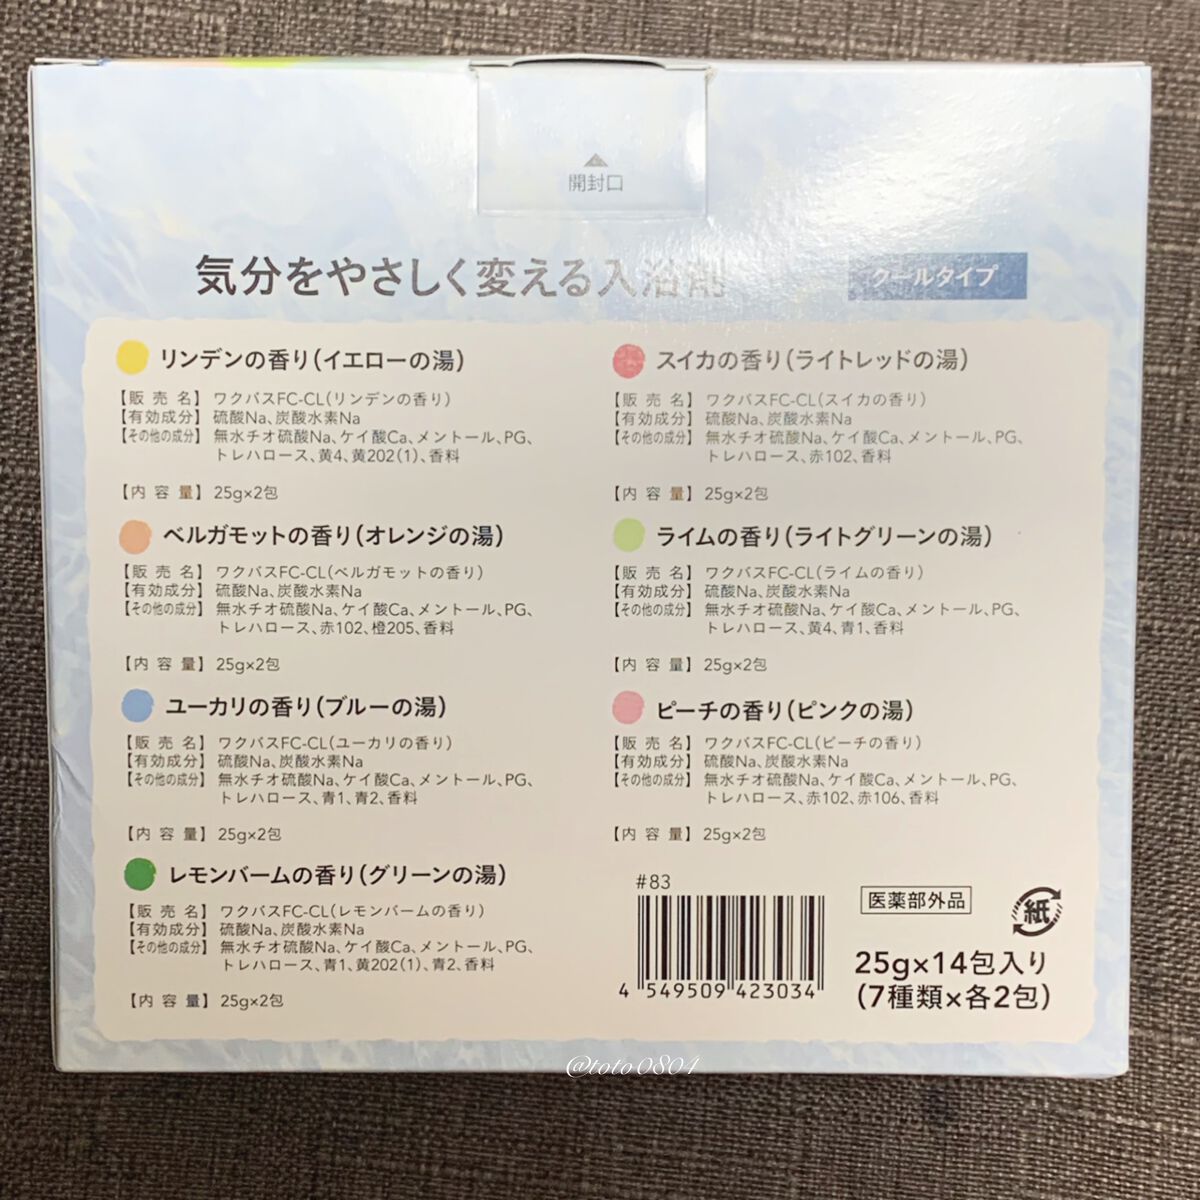 開封口
気分をやさしく変える入浴剤
クールタイプ
リンデンの香り(イエローの湯)
【販売名】 ワクバスFC-CL(リンデンの香り)
【有効成分】 硫酸Na、炭酸水素Na
【その他の成分】 無水チオ硫酸Na、ケイ酸Ca、メントール、PG、
トレハロース、黄4、黄202(1)、香料
【内容量】 25g×2包
ベルガモットの香り(オレンジの湯)
【販売名】 ワクバスFC-CL(ベルガモットの香り)
【有効成分】 硫酸Na、炭酸水素Na
【その他の成分】 無水チオ硫酸Na、ケイ酸Ca、メントール、PG、
トレハロース、赤102、橙205、香料
【内容量】 25g×2包
ユーカリの香り(ブルーの湯)
【販売名】 ワクバスFC-CL(ユーカリの香り)
【有効成分】 硫酸Na、炭酸水素Na
【その他の成分】 無水チオ硫酸Na、ケイ酸Ca、メントール、PG、
トレハロース、青1、青2、香料
【内容量】 25g×2包
レモンバームの香り(グリーンの湯)
【販売名】 ワクバスFC-CL(レモンバームの香り)
【有効成分】 硫酸Na、炭酸水素Na
【その他の成分】 無水チオ硫酸Na、ケイ酸Ca、メントール、PG、
トレハロース、青1、黄202(1)、青2、香料
【内容量】 25g×2包
スイカの香り(ライトレッドの湯)
【販売名】 ワクバスFC-CL(スイカの香り)
【有効成分】 硫酸Na、炭酸水素Na
【その他の成分】 無水チオ硫酸Na、ケイ酸Ca、メントール、PG、
トレハロース、赤102、香料
【内容量】 25g×2包
ライムの香り(ライトグリーンの湯)
【販売名】 ワクバスFC-CL(ライムの香り)
【有効成分】 硫酸Na、炭酸水素Na
【その他の成分】 無水チオ硫酸Na、ケイ酸Ca、メントール、PG、
トレハロース、黄4、青1、香料
【内容量】 25g×2包
ピーチの香り(ピンクの湯)
【販売名】 ワクバスFC-CL(ピーチの香り)
【有効成分】 硫酸Na、炭酸水素Na
【その他の成分】 無水チオ硫酸Na、ケイ酸Ca、メントール、PG、
トレハロース、赤102、赤106、香料
【内容量】 25g×2包
#83
4 549509 423034
医薬部外品
紙
25g×14包入り
(7種類×各2包)
@toto0804